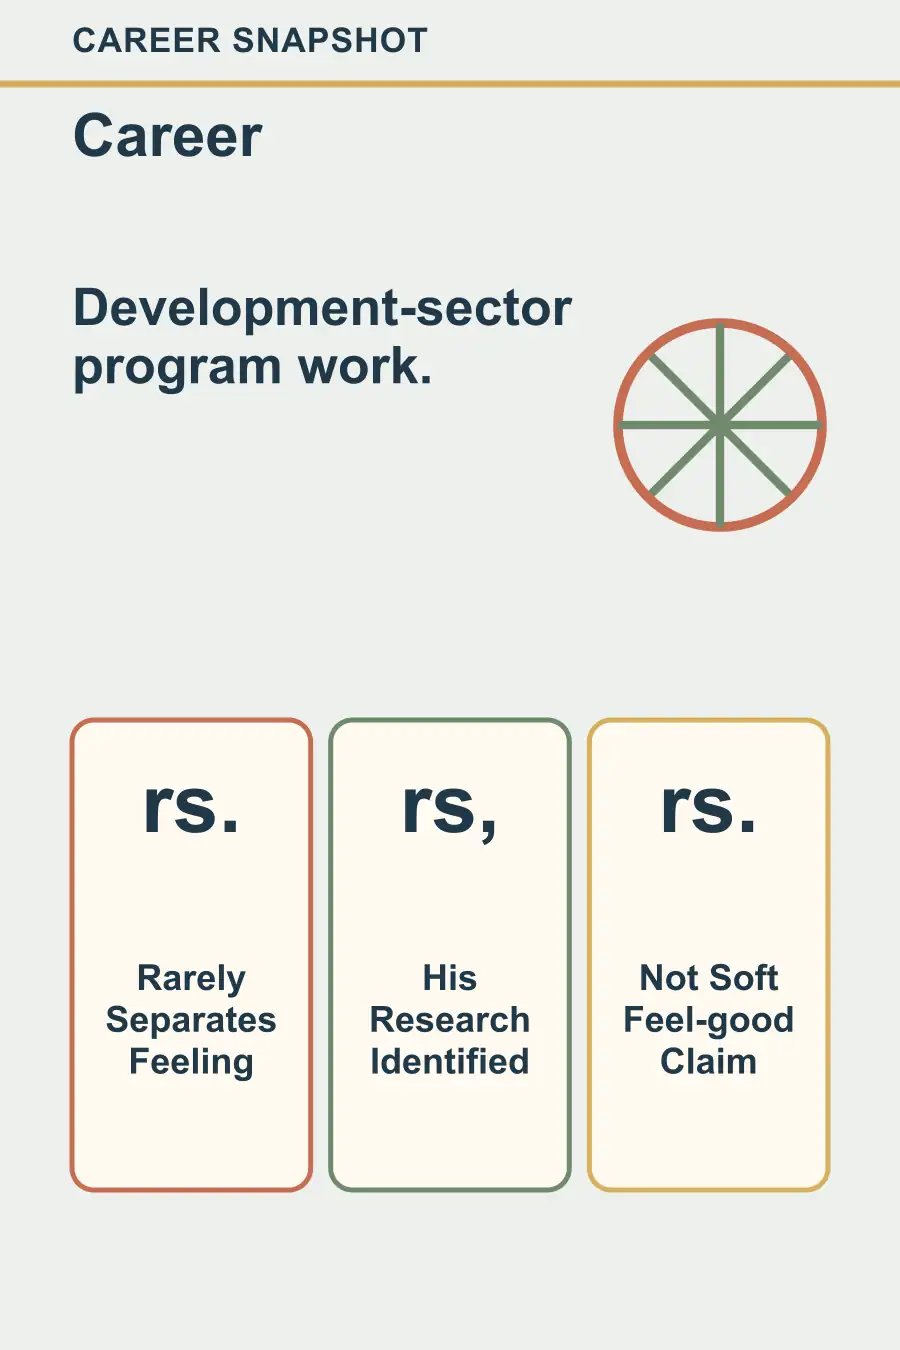 CAREER SNAPSHOT
Career
Development-sector
program work.
rs.
Rarely
Separates
Feeling
rs,
His
Research
Identified
rs.
Not Soft
Feel-good
Claim